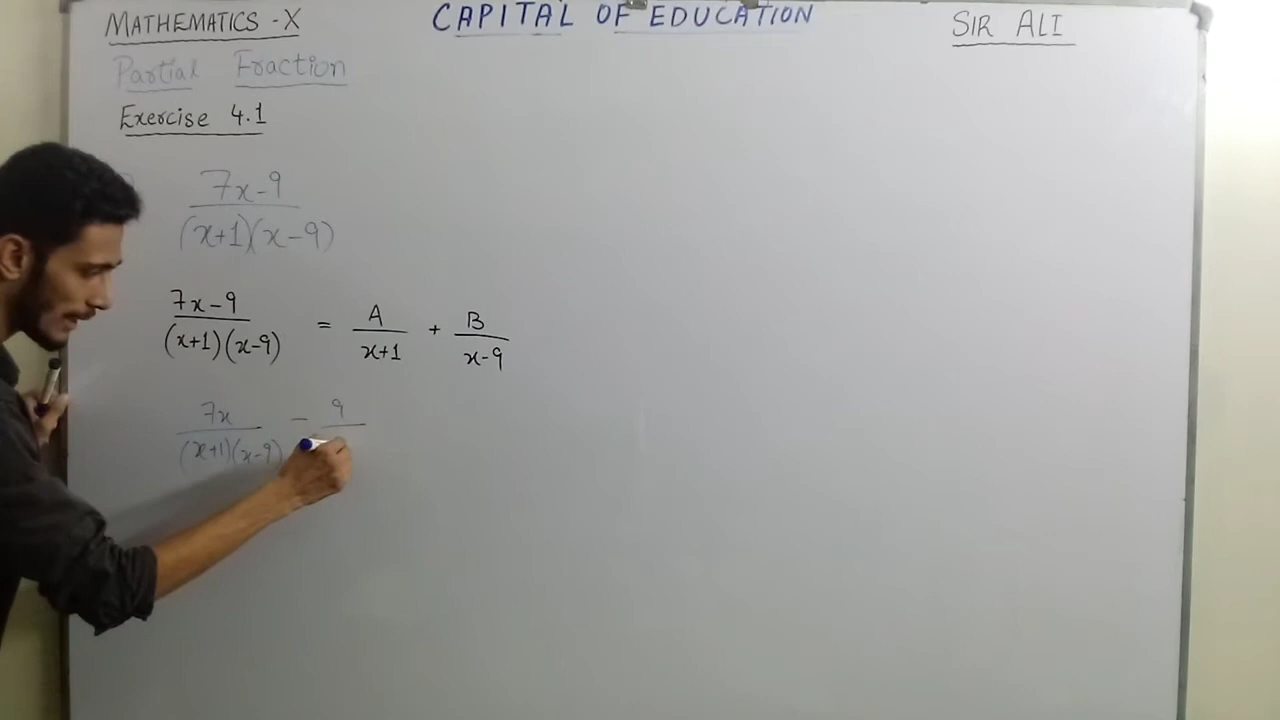 MATHEMATICS - X
CAPITAL OF EDUCATION
SIR ALI
Partial Fraction
Exercise 4.1
7x-9
(x+1)(x-9)
7x-9 / (x+1)(x-9) = A / x+1 + B / x-9
7x / (x+1)(x-9) - 9